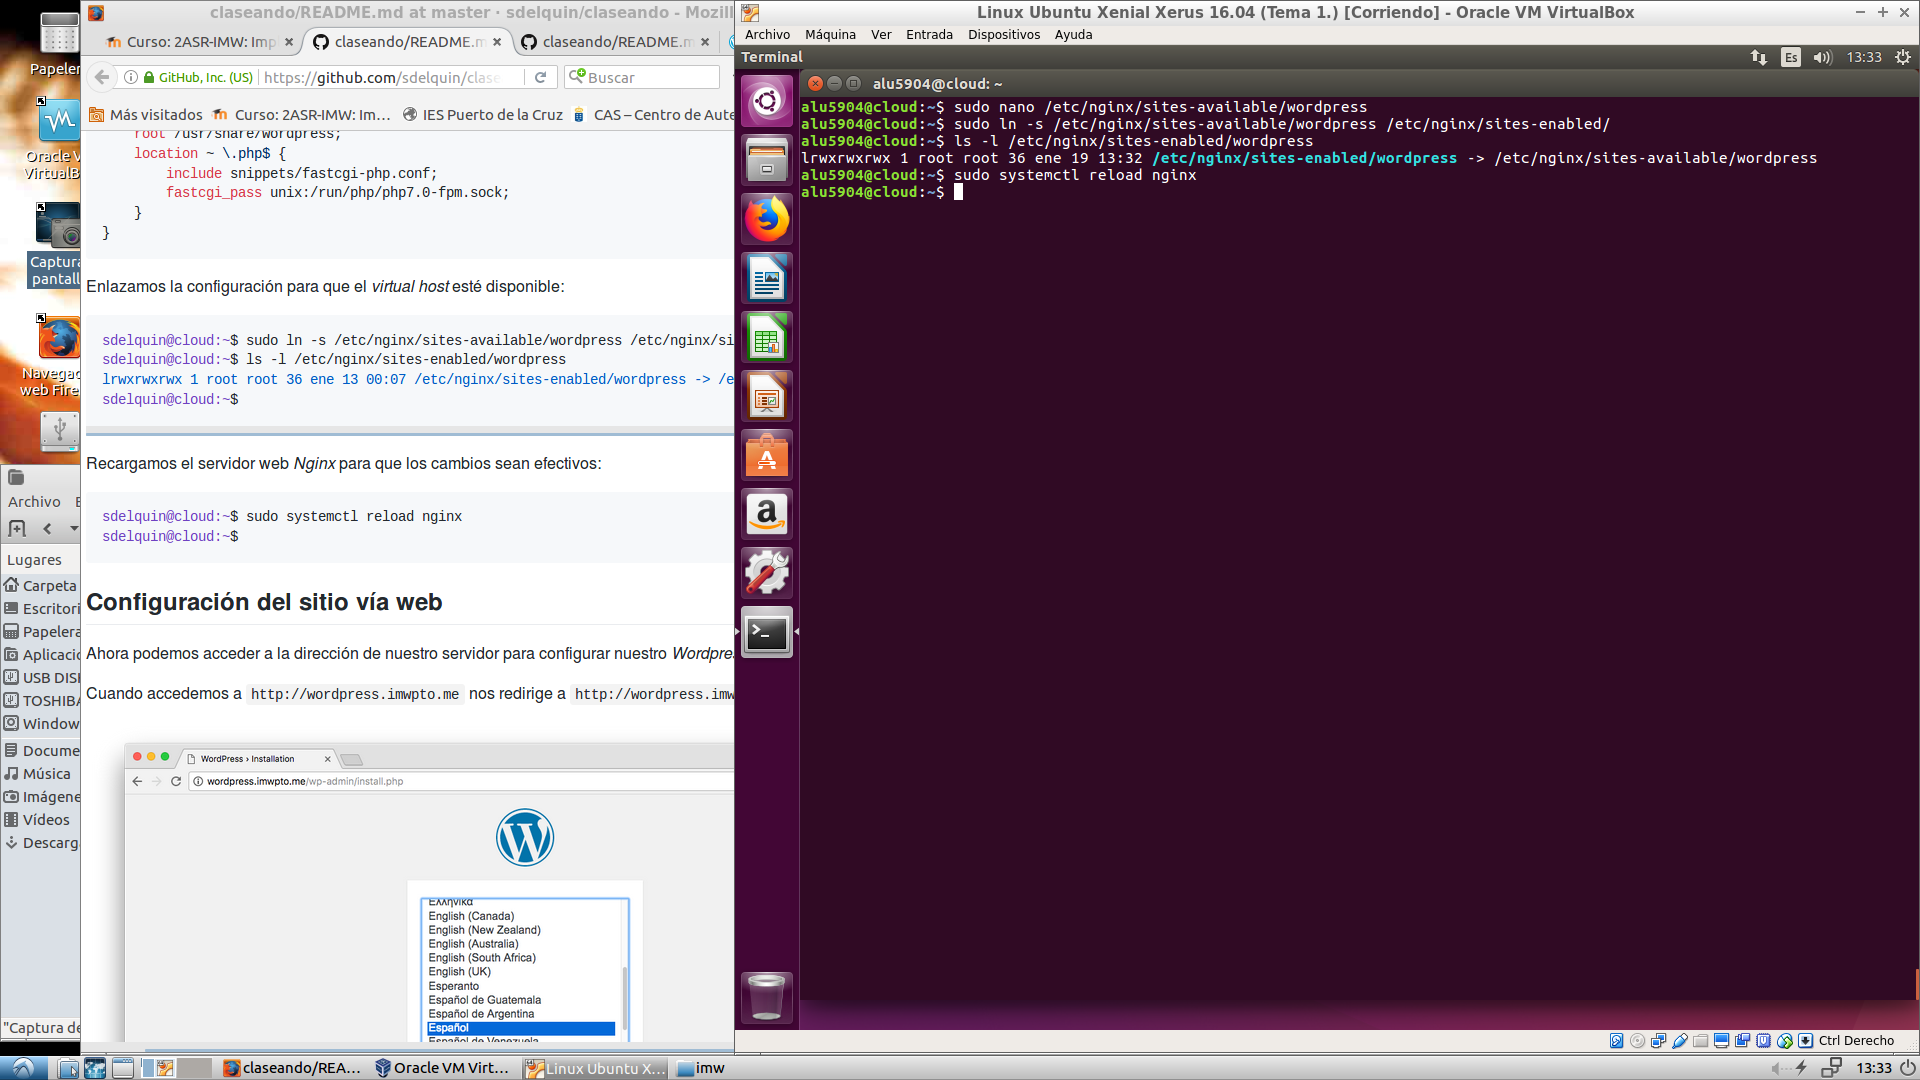 Papeler
Oracle V
VirtualB
Captura
pantall
Navegac
web Fire
Archivo E
Lugares
Carpeta
Escritori
Papelera
Aplicacio
USB DIS
TOSHIBA
Window
Docume
Música
Imágene
Vídeos
Descarg
"Captura de
claseando/README.md at master · sdelquin/claseando - Mozill
Curso: 2ASR-IMW: Imp
claseando/README.m
claseando/README.m
GitHub, Inc. (US)
https://github.com/sdelquin/clase
Buscar
Más visitados
Curso: 2ASR-IMW: Im...
IES Puerto de la Cruz
CAS – Centro de Aute
root /usr/share/wordpress;
location ~ \.php$ {
include snippets/fastcgi-php.conf;
fastcgi_pass unix:/run/php/php7.0-fpm.sock;
}
}
Enlazamos la configuración para que el virtual host esté disponible:
sdelquin@cloud:~$ sudo ln -s /etc/nginx/sites-available/wordpress /etc/nginx/si
sdelquin@cloud:~$ ls -l /etc/nginx/sites-enabled/wordpress
lrwxrwxrwx 1 root root 36 ene 13 00:07 /etc/nginx/sites-enabled/wordpress -> /e
sdelquin@cloud:~$
Recargamos el servidor web Nginx para que los cambios sean efectivos:
sdelquin@cloud:~$ sudo systemctl reload nginx
sdelquin@cloud:~$
Configuración del sitio vía web
Ahora podemos acceder a la dirección de nuestro servidor para configurar nuestro Wordpre
Cuando accedemos a http://wordpress.imwpto.me nos redirige a http://wordpress.imw
WordPress › Installation
wordpress.imwpto.me/wp-admin/install.php
Ελληνικά
English (Canada)
English (New Zealand)
English (Australia)
English (South Africa)
English (UK)
Esperanto
Español de Guatemala
Español de Argentina
Español
Español de Venezuela
Linux Ubuntu Xenial Xerus 16.04 (Tema 1.) [Corriendo] - Oracle VM VirtualBox
Archivo Máquina Ver Entrada Dispositivos Ayuda
Terminal
Es
13:33
alu5904@cloud: ~
alu5904@cloud:~$ sudo nano /etc/nginx/sites-available/wordpress
alu5904@cloud:~$ sudo ln -s /etc/nginx/sites-available/wordpress /etc/nginx/sites-enabled/
alu5904@cloud:~$ ls -l /etc/nginx/sites-enabled/wordpress
lrwxrwxrwx 1 root root 36 ene 19 13:32 /etc/nginx/sites-enabled/wordpress -> /etc/nginx/sites-available/wordpress
alu5904@cloud:~$ sudo systemctl reload nginx
alu5904@cloud:~$
Ctrl Derecho
claseando/REA...
Oracle VM Virt...
Linux Ubuntu X...
imw
13:33